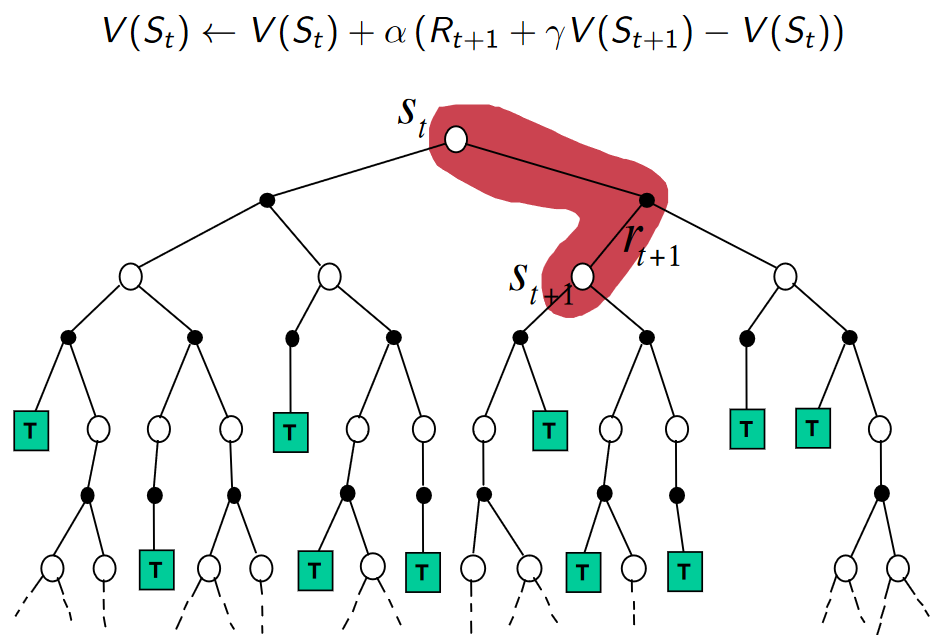 V(S_t) ← V(S_t) + α (R_{t+1} + γV(S_{t+1}) − V(S_t))
s_t
r_{t+1}
s_{t+1}
T T T T T
T T T T T